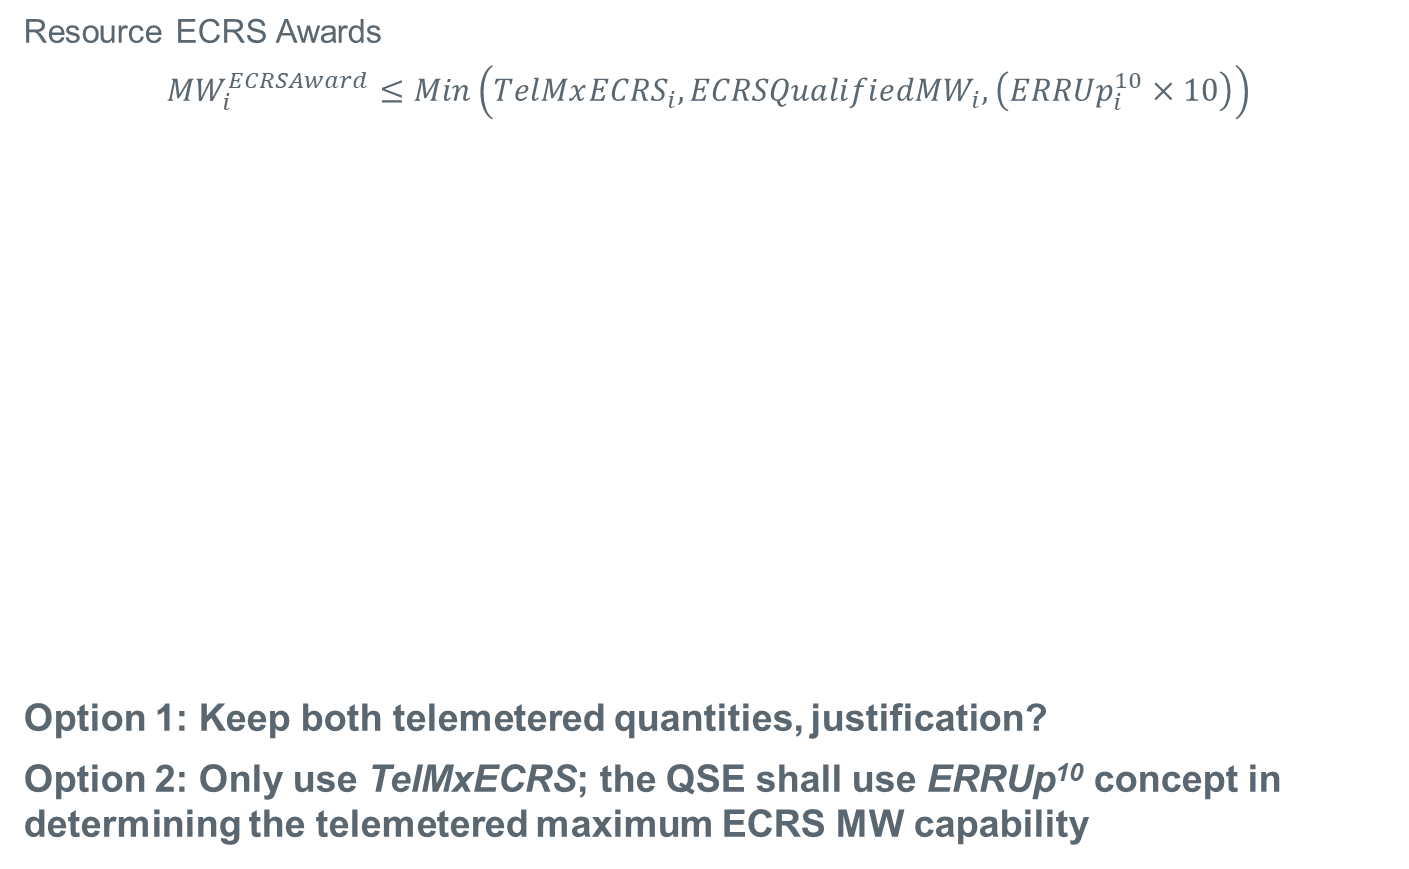 Resource ECRS Awards
MW_i^{ECRSAward} ≤ Min(TelMxECRS_i, ECRSQualifiedMW_i, (ERRUp_i^{10} × 10))
Option 1: Keep both telemetered quantities, justification?
Option 2: Only use TelMxECRS; the QSE shall use ERRUp^{10} concept in
determining the telemetered maximum ECRS MW capability